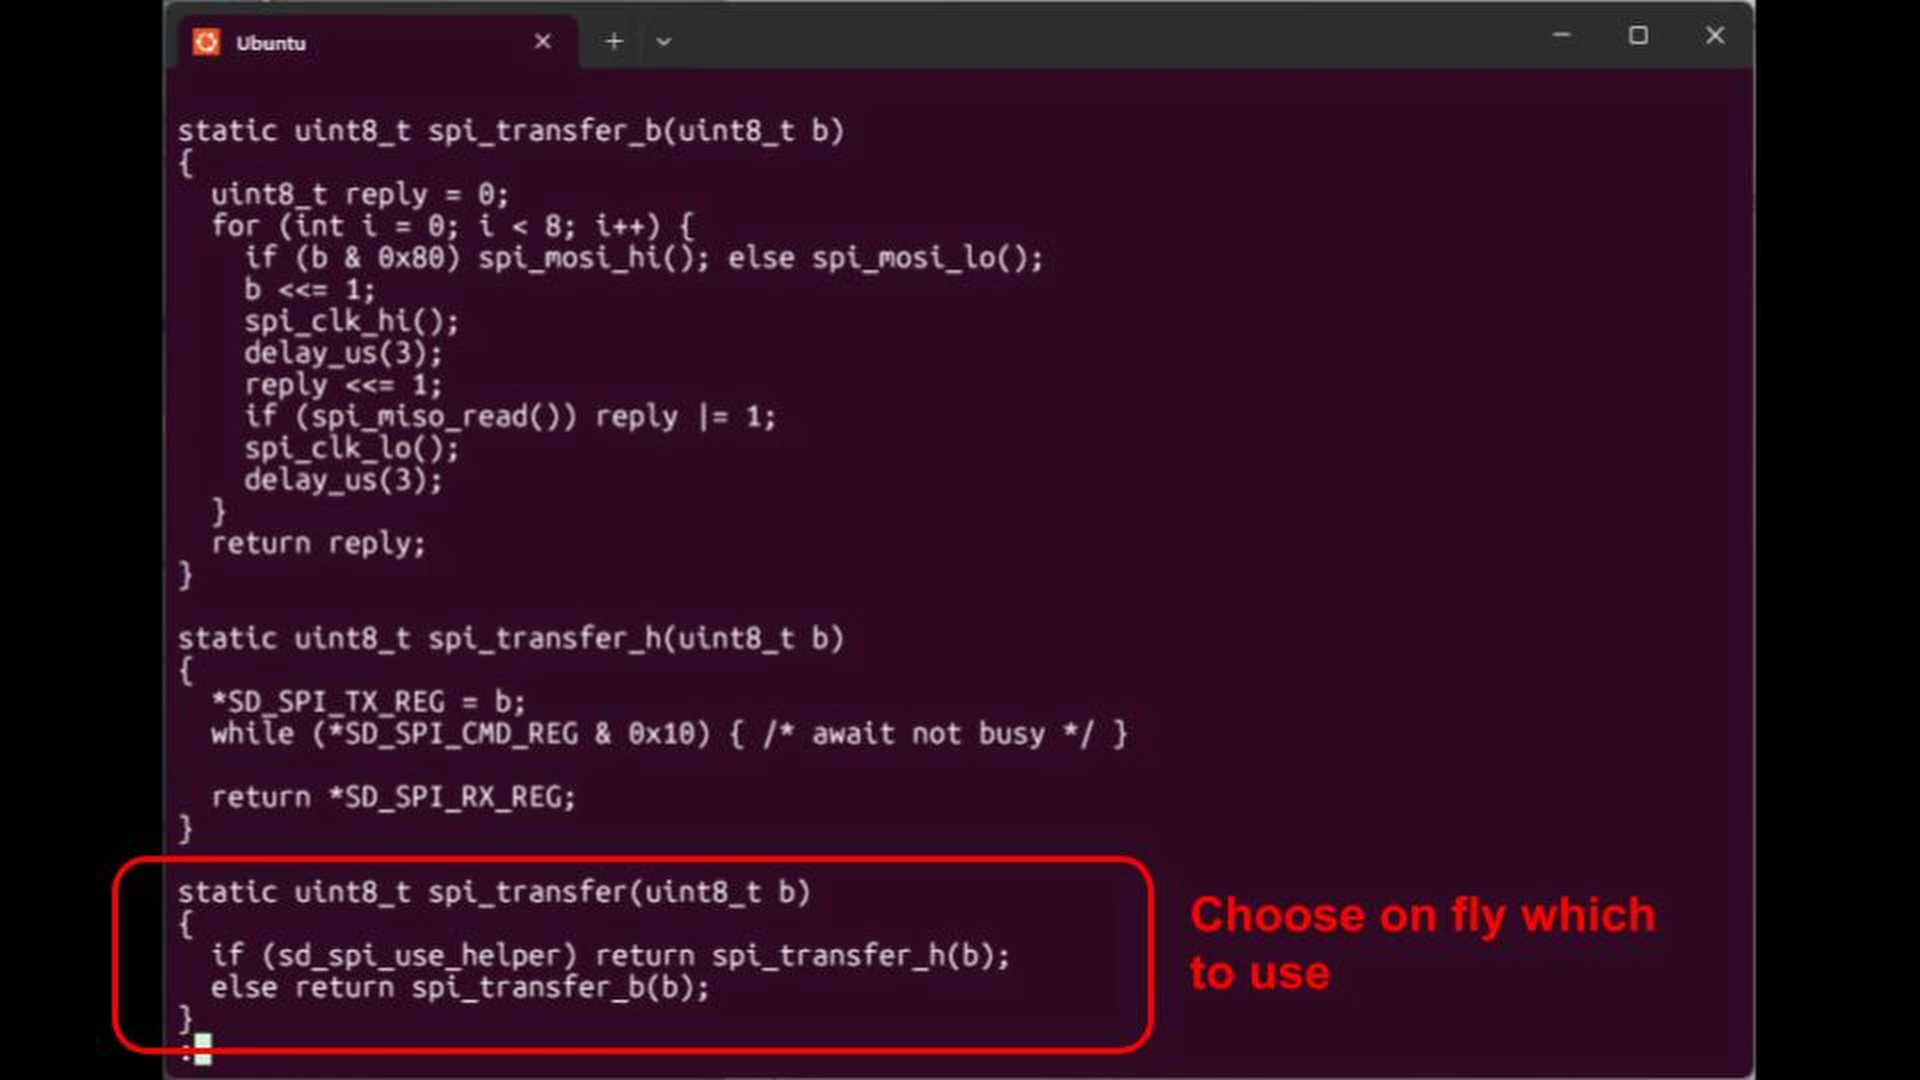 Ubuntu
static uint8_t spi_transfer_b(uint8_t b)
{
  uint8_t reply = 0;
  for (int i = 0; i < 8; i++) {
    if (b & 0x80) spi_mosi_hi(); else spi_mosi_lo();
    b <<= 1;
    spi_clk_hi();
    delay_us(3);
    reply <<= 1;
    if (spi_miso_read()) reply |= 1;
    spi_clk_lo();
    delay_us(3);
  }
  return reply;
}
static uint8_t spi_transfer_h(uint8_t b)
{
  *SD_SPI_TX_REG = b;
  while (*SD_SPI_CMD_REG & 0x10) { /* await not busy */ }
  return *SD_SPI_RX_REG;
}
static uint8_t spi_transfer(uint8_t b)
{
  if (sd_spi_use_helper) return spi_transfer_h(b);
  else return spi_transfer_b(b);
}
:
Choose on fly which
to use